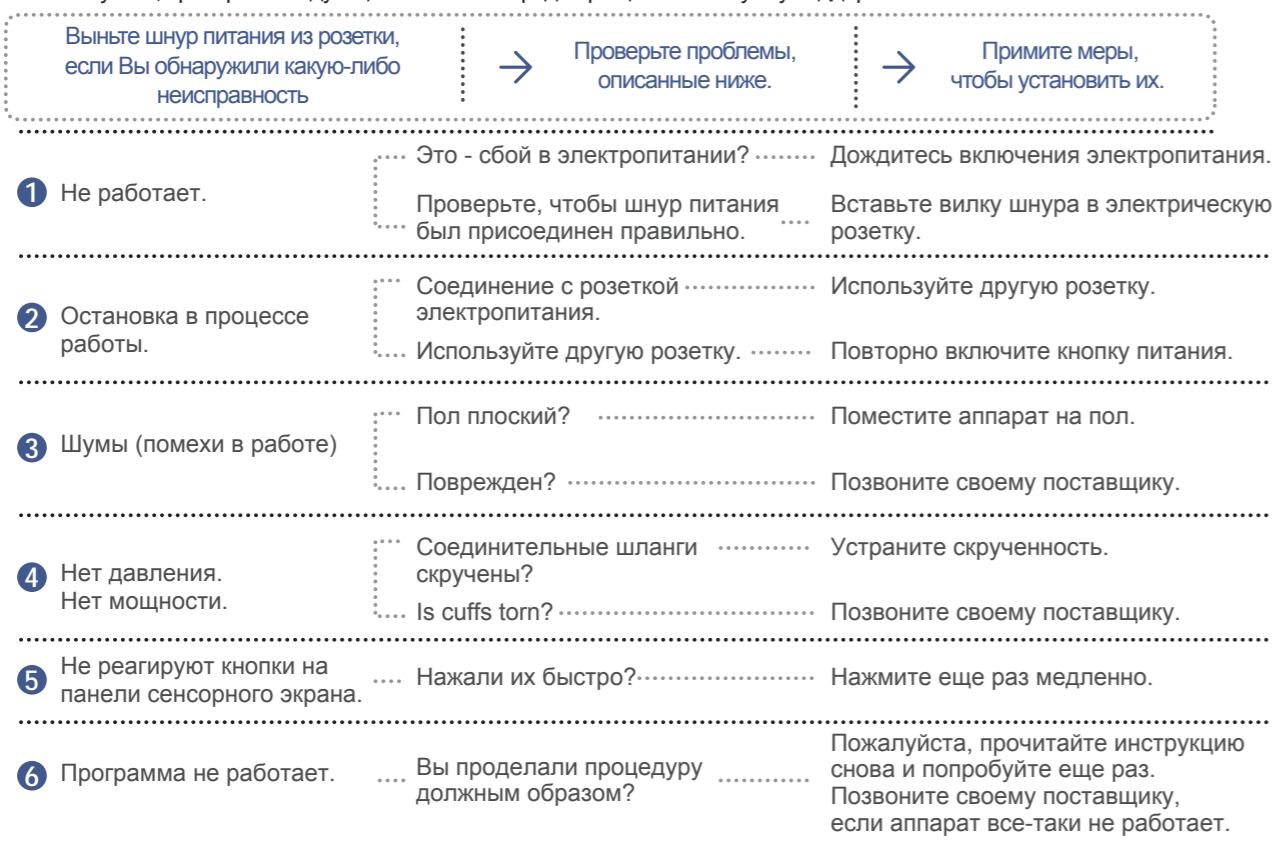 Выньте шнур питания из розетки,
если Вы обнаружили какую-либо
неисправность
Проверьте проблемы,
описанные ниже.
Примите меры,
чтобы установить их.
1 Не работает.
Это - сбой в электропитании?
Дождитесь включения электропитания.
Проверьте, чтобы шнур питания
был присоединен правильно.
Вставьте вилку шнура в электрическую
розетку.
2 Остановка в процессе
работы.
Соединение с розеткой
электропитания.
Используйте другую розетку.
Используйте другую розетку.
Повторно включите кнопку питания.
3 Шумы (помехи в работе)
Пол плоский?
Поместите аппарат на пол.
Поврежден?
Позвоните своему поставщику.
4 Нет давления.
Нет мощности.
Соединительные шланги
скручены?
Устраните скрученность.
Is cuffs torn?
Позвоните своему поставщику.
5 Не реагируют кнопки на
панели сенсорного экрана.
Нажали их быстро?
Нажмите еще раз медленно.
6 Программа не работает.
Вы проделали процедуру
должным образом?
Пожалуйста, прочитайте инструкцию
снова и попробуйте еще раз.
Позвоните своему поставщику,
если аппарат все-таки не работает.